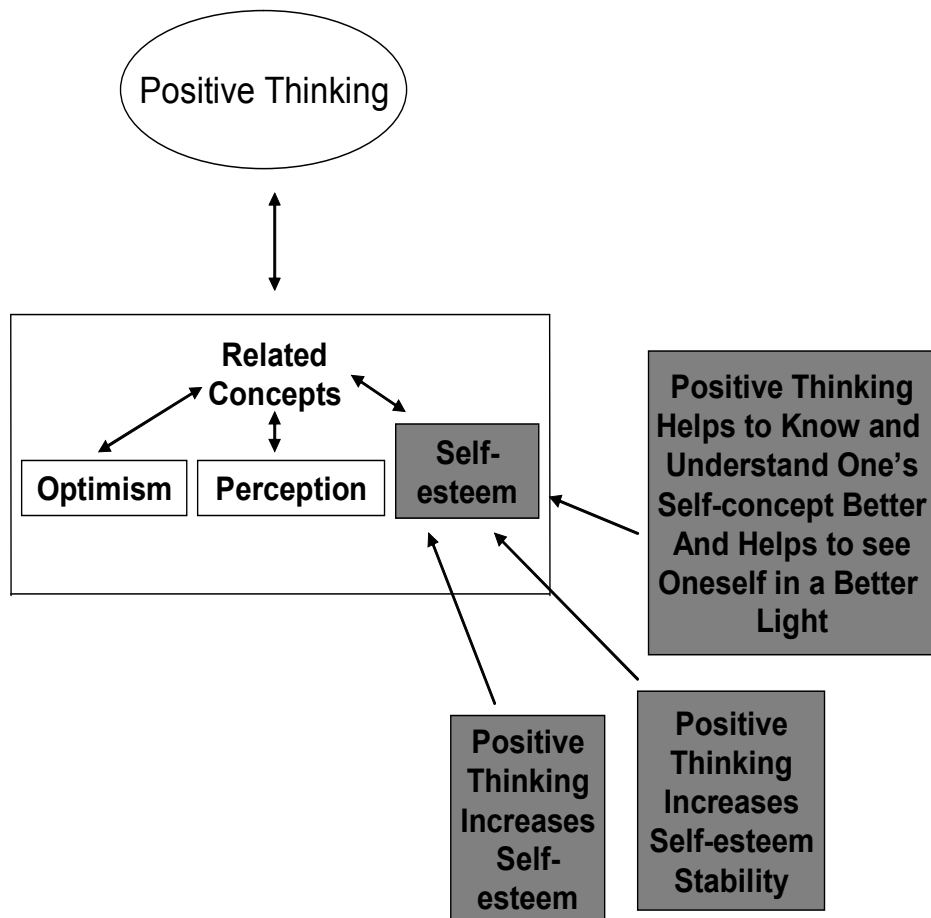 Positive Thinking
Related
Concepts
Optimism
Perception
Self-
esteem
Positive Thinking
Helps to Know and
Understand One's
Self-concept Better
And Helps to see
Oneself in a Better
Light
Positive
Thinking
Increases
Self-
esteem
Positive
Thinking
Increases
Self-esteem
Stability